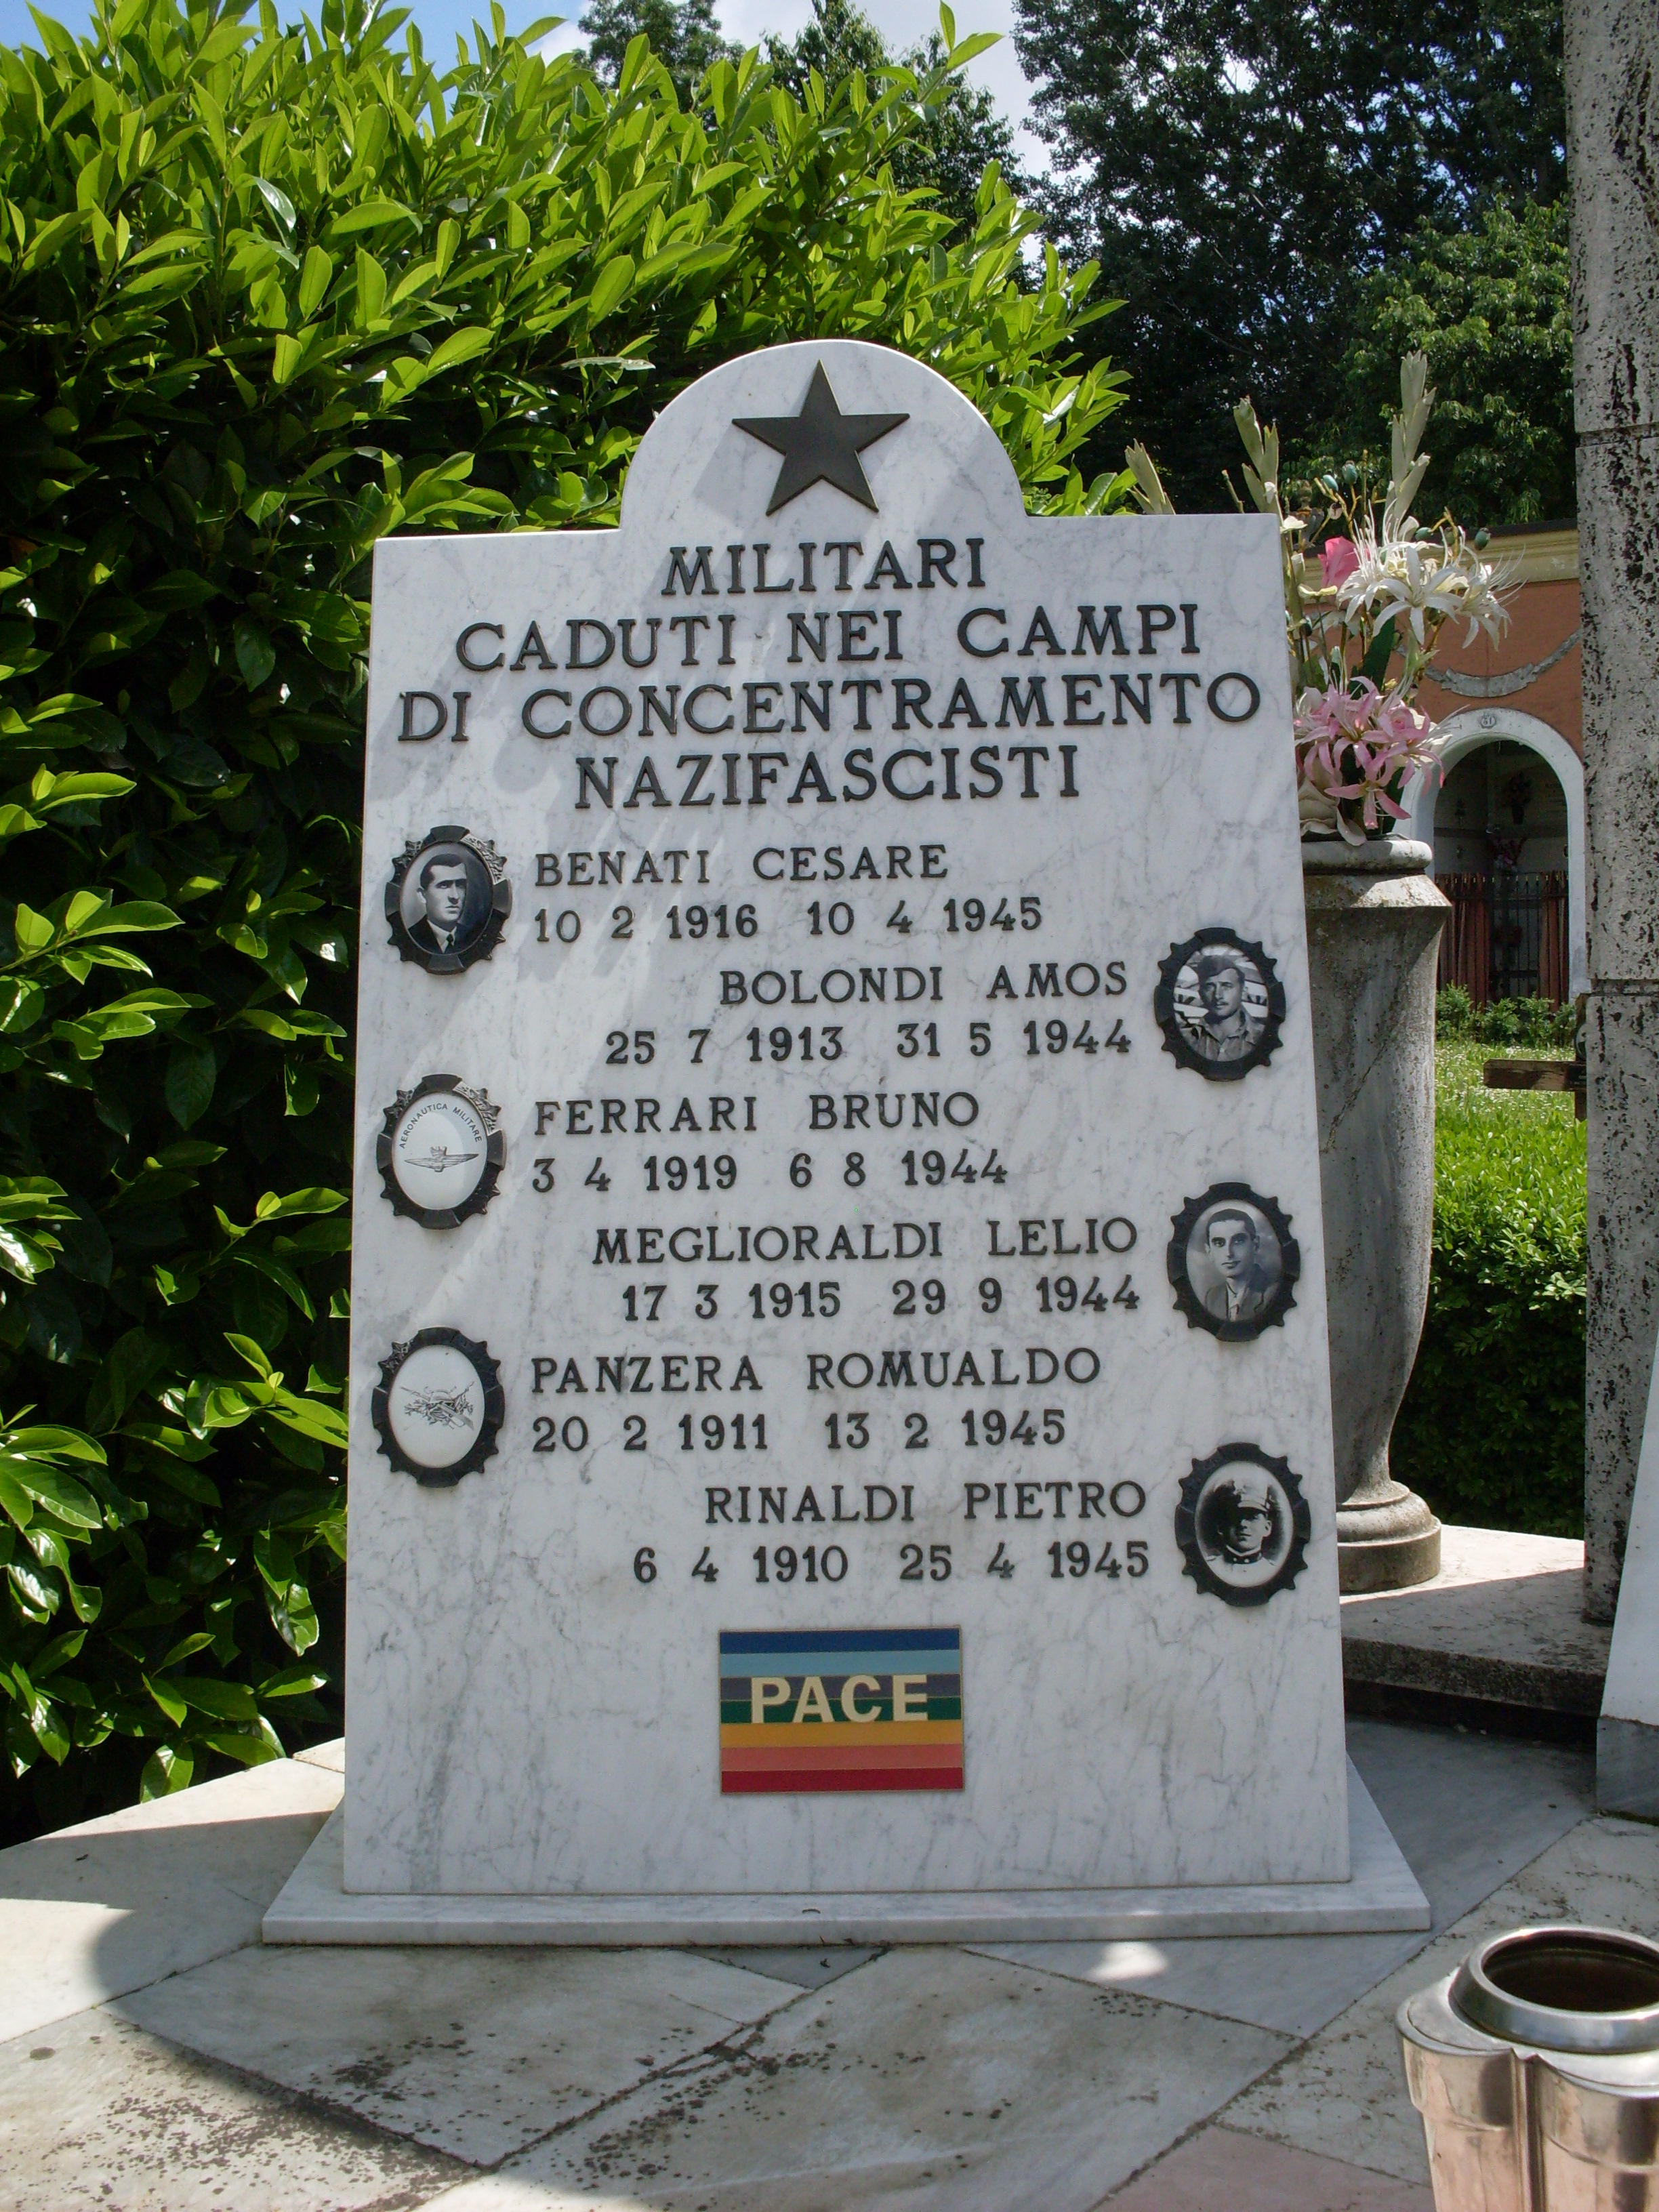 MILITARI
CADUTI NEI CAMPI
DI CONCENTRAMENTO
NAZIFASCISTI
BENATI CESARE
10 2 1916 10 4 1945
BOLONDI AMOS
25 7 1913 31 5 1944
AERONAUTICA MILITARE
FERRARI BRUNO
3 4 1919 6 8 1944
MEGLIORALDI LELIO
17 3 1915 29 9 1944
PANZERA ROMUALDO
20 2 1911 13 2 1945
RINALDI PIETRO
6 4 1910 25 4 1945
PACE